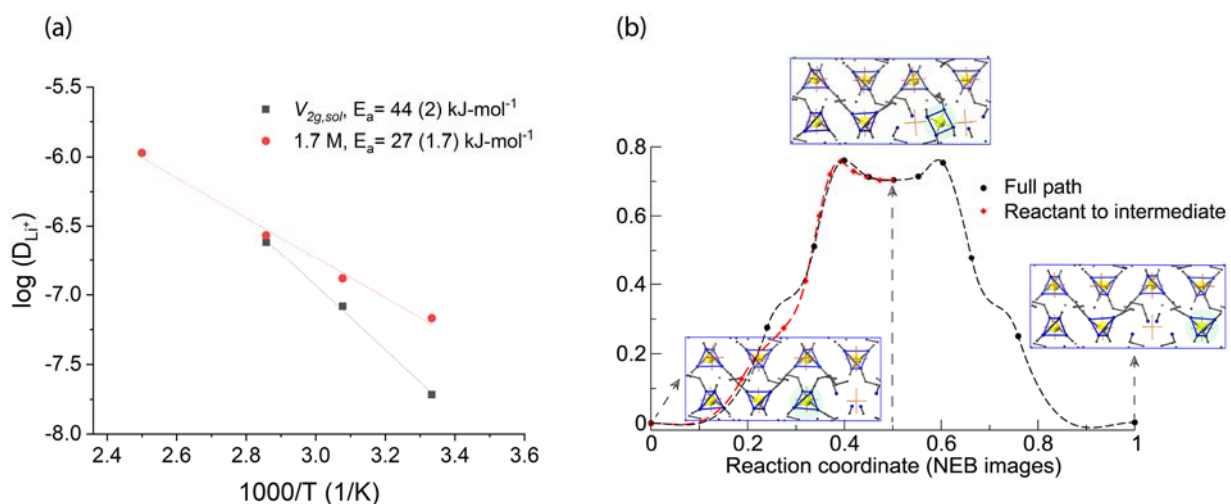 (a)
-5.5
-6.0
-6.5
-7.0
-7.5
-8.0
log (D_Li⁺)
V_2g,sol, E_a= 44 (2) kJ-mol⁻¹
1.7 M, E_a= 27 (1.7) kJ-mol⁻¹
2.4 2.6 2.8 3.0 3.2 3.4 3.6
1000/T (1/K)
(b)
0.8
0.6
0.4
0.2
0
Full path
Reactant to intermediate
0 0.2 0.4 0.6 0.8 1
Reaction coordinate (NEB images)